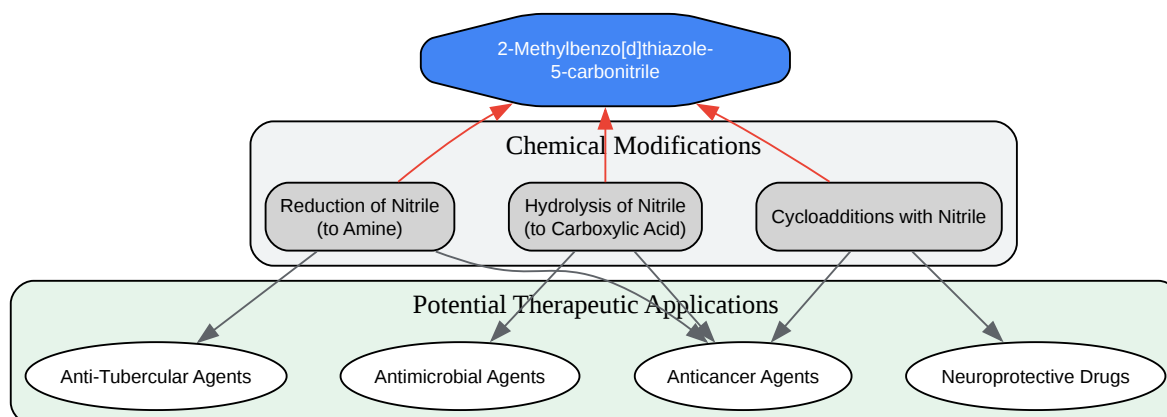 2-Methylbenzo[d]thiazole-
5-carbonitrile
Chemical Modifications
Reduction of Nitrile
(to Amine)
Hydrolysis of Nitrile
(to Carboxylic Acid)
Cycloadditions with Nitrile
Potential Therapeutic Applications
Anti-Tubercular Agents
Antimicrobial Agents
Anticancer Agents
Neuroprotective Drugs